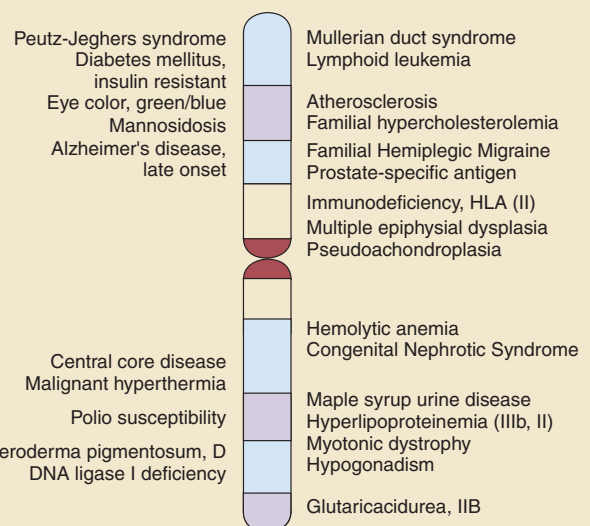 Peutz-Jeghers syndrome
Diabetes mellitus,
insulin resistant
Eye color, green/blue
Mannosidosis
Alzheimer's disease,
late onset
Central core disease
Malignant hyperthermia
Polio susceptibility
eroderma pigmentosum, D
DNA ligase I deficiency
Mullerian duct syndrome
Lymphoid leukemia
Atherosclerosis
Familial hypercholesterolemia
Familial Hemiplegic Migraine
Prostate-specific antigen
Immunodeficiency, HLA (II)
Multiple epiphysial dysplasia
Pseudoachondroplasia
Hemolytic anemia
Congenital Nephrotic Syndrome
Maple syrup urine disease
Hyperlipoproteinemia (IIIb, II)
Myotonic dystrophy
Hypogonadism
Glutaricacidurea, IIB